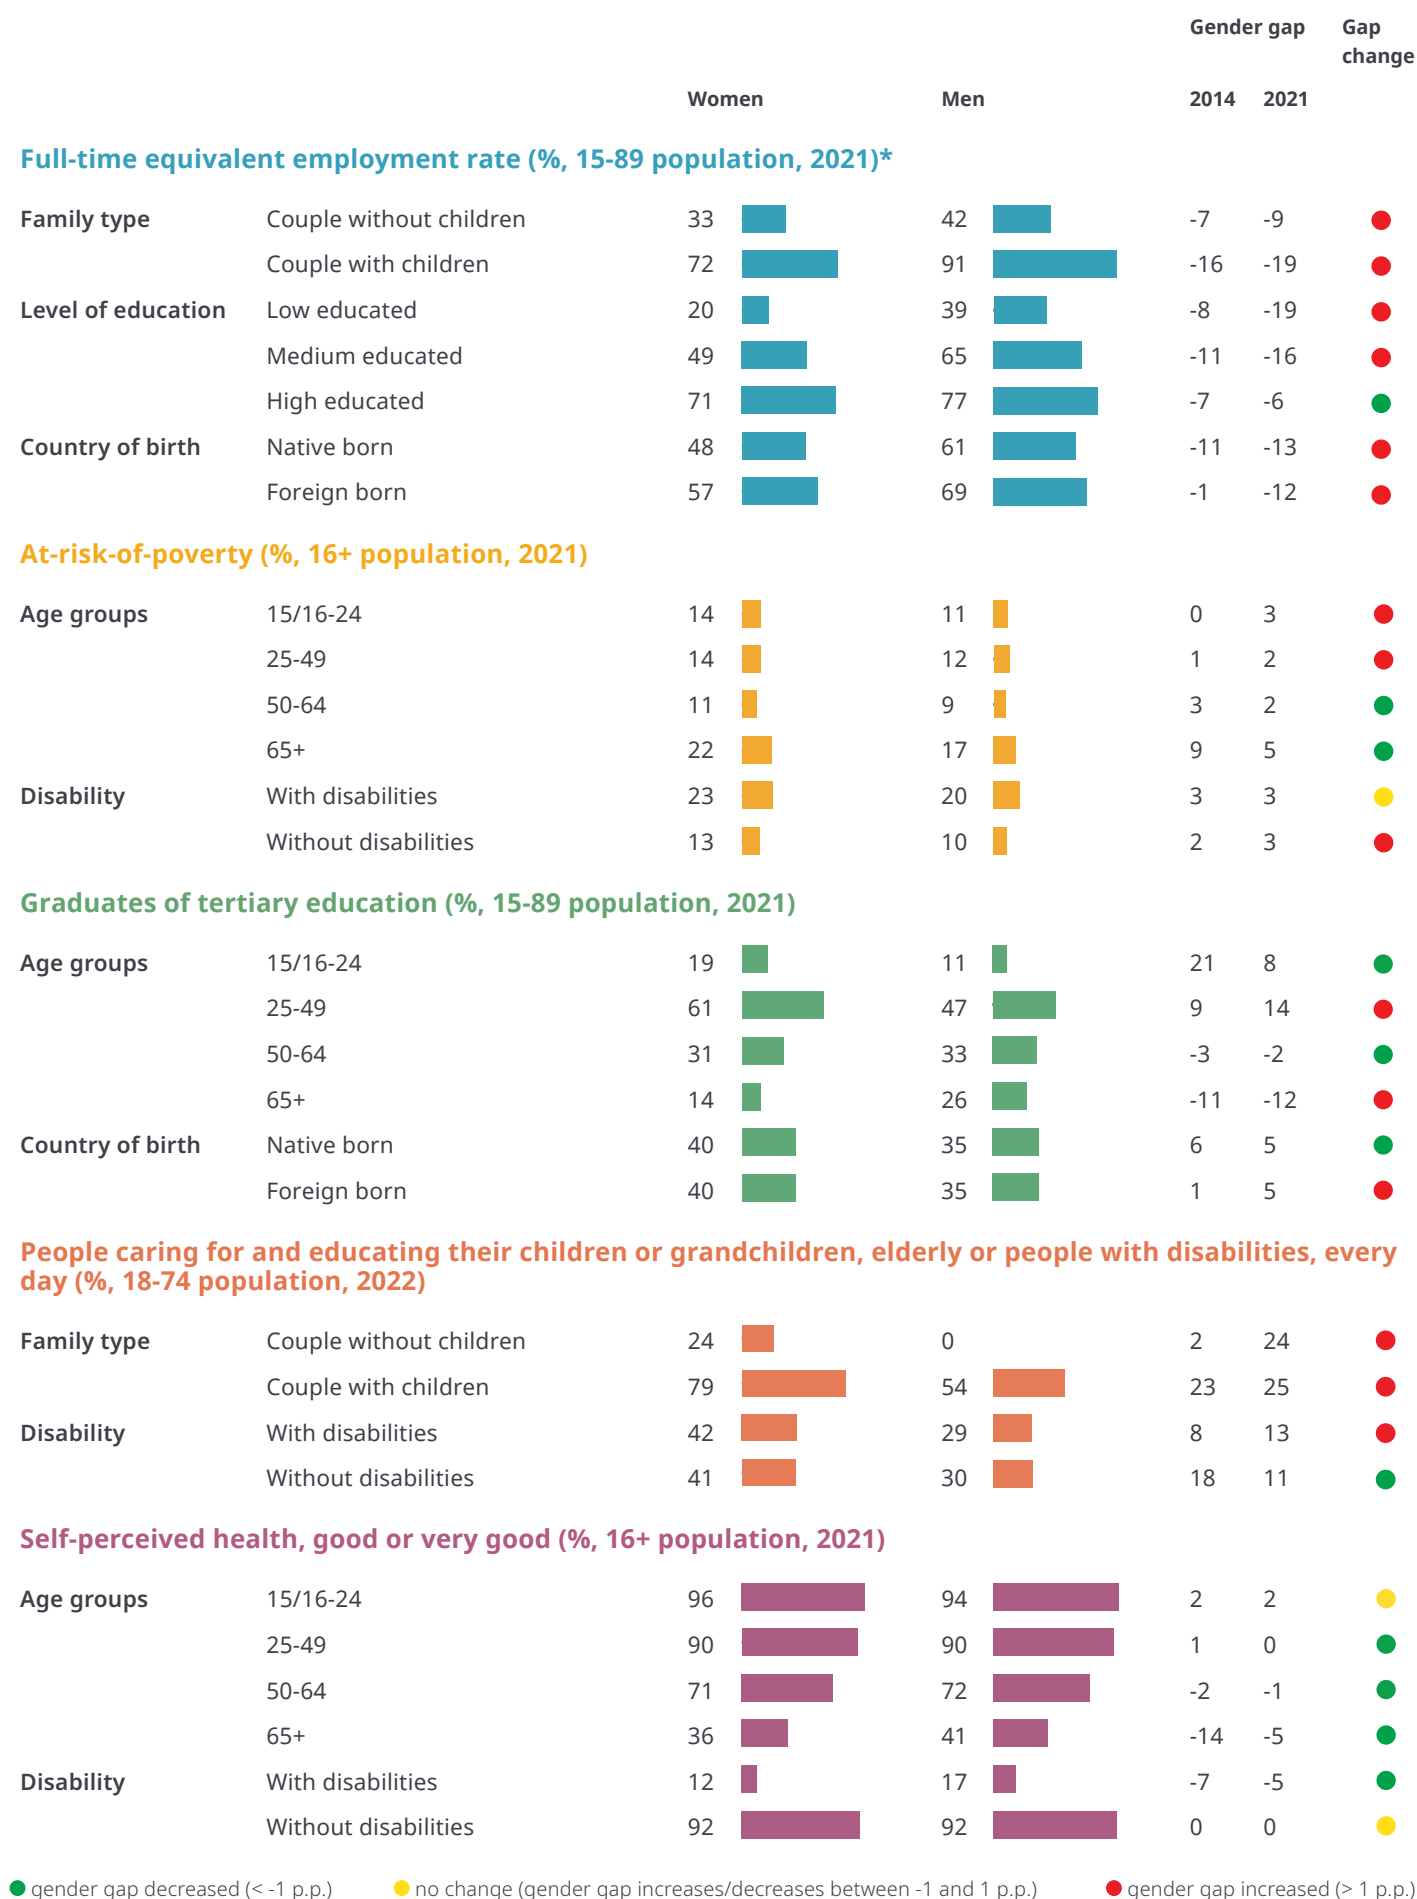 Gender gap Gap
change
Women Men 2014 2021
Full-time equivalent employment rate (%, 15-89 population, 2021)*
Family type Couple without children 33 42 -7 -9
Couple with children 72 91 -16 -19
Level of education Low educated 20 39 -8 -19
Medium educated 49 65 -11 -16
High educated 71 77 -7 -6
Country of birth Native born 48 61 -11 -13
Foreign born 57 69 -1 -12
At-risk-of-poverty (%, 16+ population, 2021)
Age groups 15/16-24 14 11 0 3
25-49 14 12 1 2
50-64 11 9 3 2
65+ 22 17 9 5
Disability With disabilities 23 20 3 3
Without disabilities 13 10 2 3
Graduates of tertiary education (%, 15-89 population, 2021)
Age groups 15/16-24 19 11 21 8
25-49 61 47 9 14
50-64 31 33 -3 -2
65+ 14 26 -11 -12
Country of birth Native born 40 35 6 5
Foreign born 40 35 1 5
People caring for and educating their children or grandchildren, elderly or people with disabilities, every
day (%, 18-74 population, 2022)
Family type Couple without children 24 0 2 24
Couple with children 79 54 23 25
Disability With disabilities 42 29 8 13
Without disabilities 41 30 18 11
Self-perceived health, good or very good (%, 16+ population, 2021)
Age groups 15/16-24 96 94 2 2
25-49 90 90 1 0
50-64 71 72 -2 -1
65+ 36 41 -14 -5
Disability With disabilities 12 17 -7 -5
Without disabilities 92 92 0 0
gender gap decreased (< -1 p.p.) no change (gender gap increases/decreases between -1 and 1 p.p.) gender gap increased (> 1 p.p.)